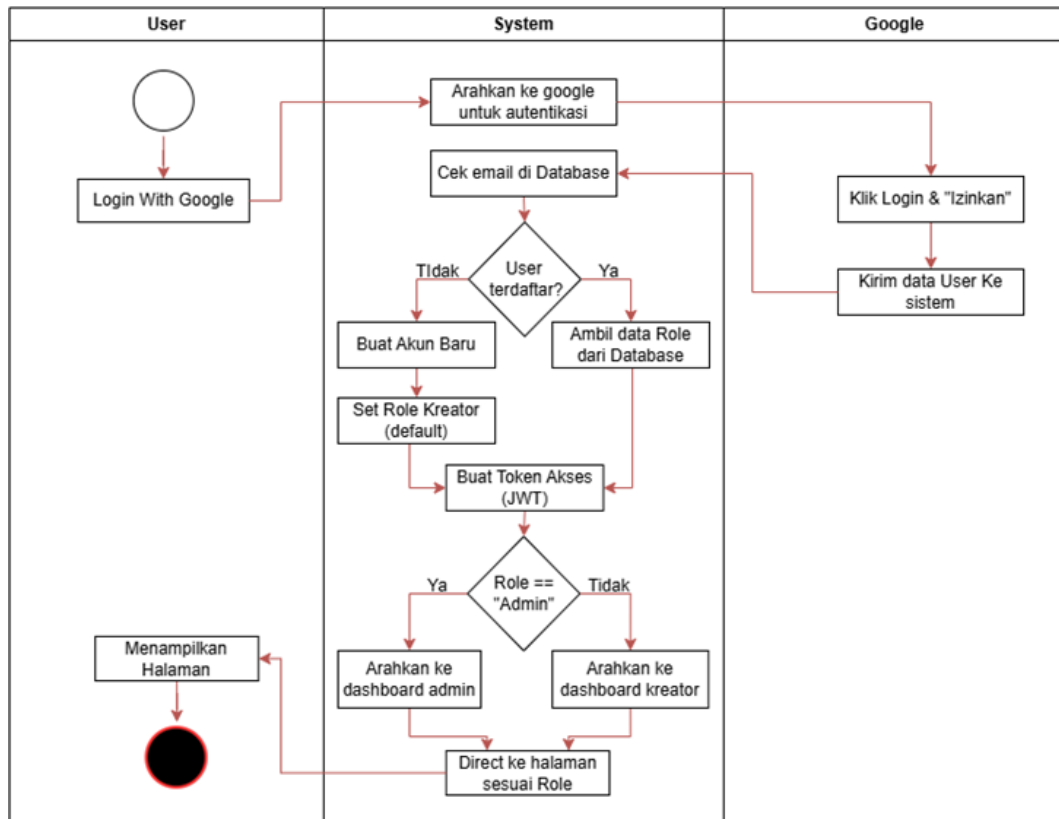 User
System
Google
Arahkan ke google
untuk autentikasi
Login With Google
Cek email di Database
Klik Login & "Izinkan"
Kirim data User Ke
sistem
User
terdaftar?
TIdak
Ya
Buat Akun Baru
Ambil data Role
dari Database
Set Role Kreator
(default)
Buat Token Akses
(JWT)
Role ==
"Admin"
Ya
Tidak
Arahkan ke
dashboard admin
Arahkan ke
dashboard kreator
Direct ke halaman
sesuai Role
Menampilkan
Halaman